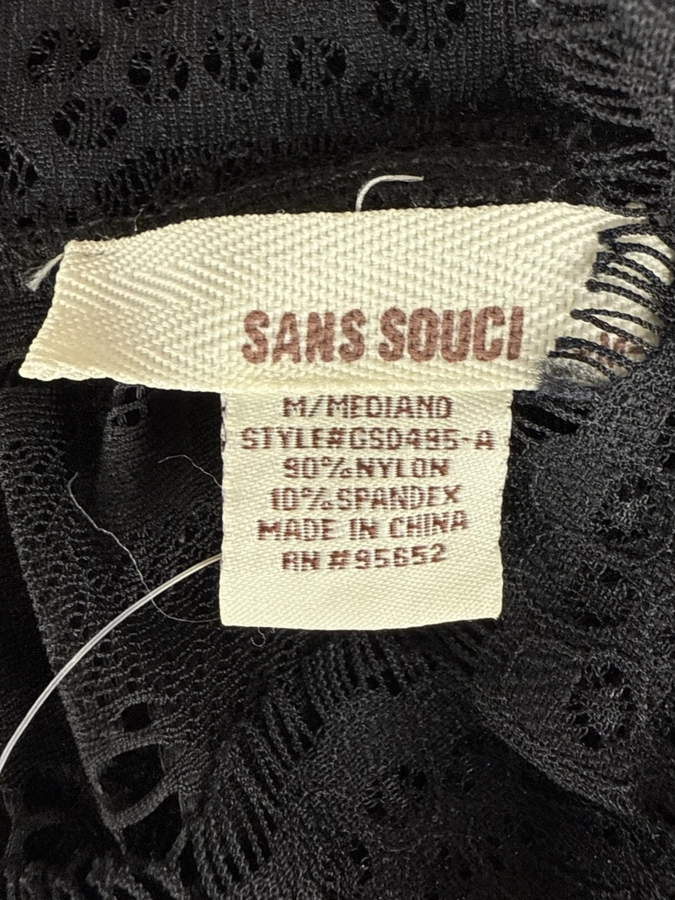 SANS SOUCI
M/MEDIANO
STYLE#GSD495-A
90%NYLON
10%SPANDEX
MADE IN CHINA
RN #95652